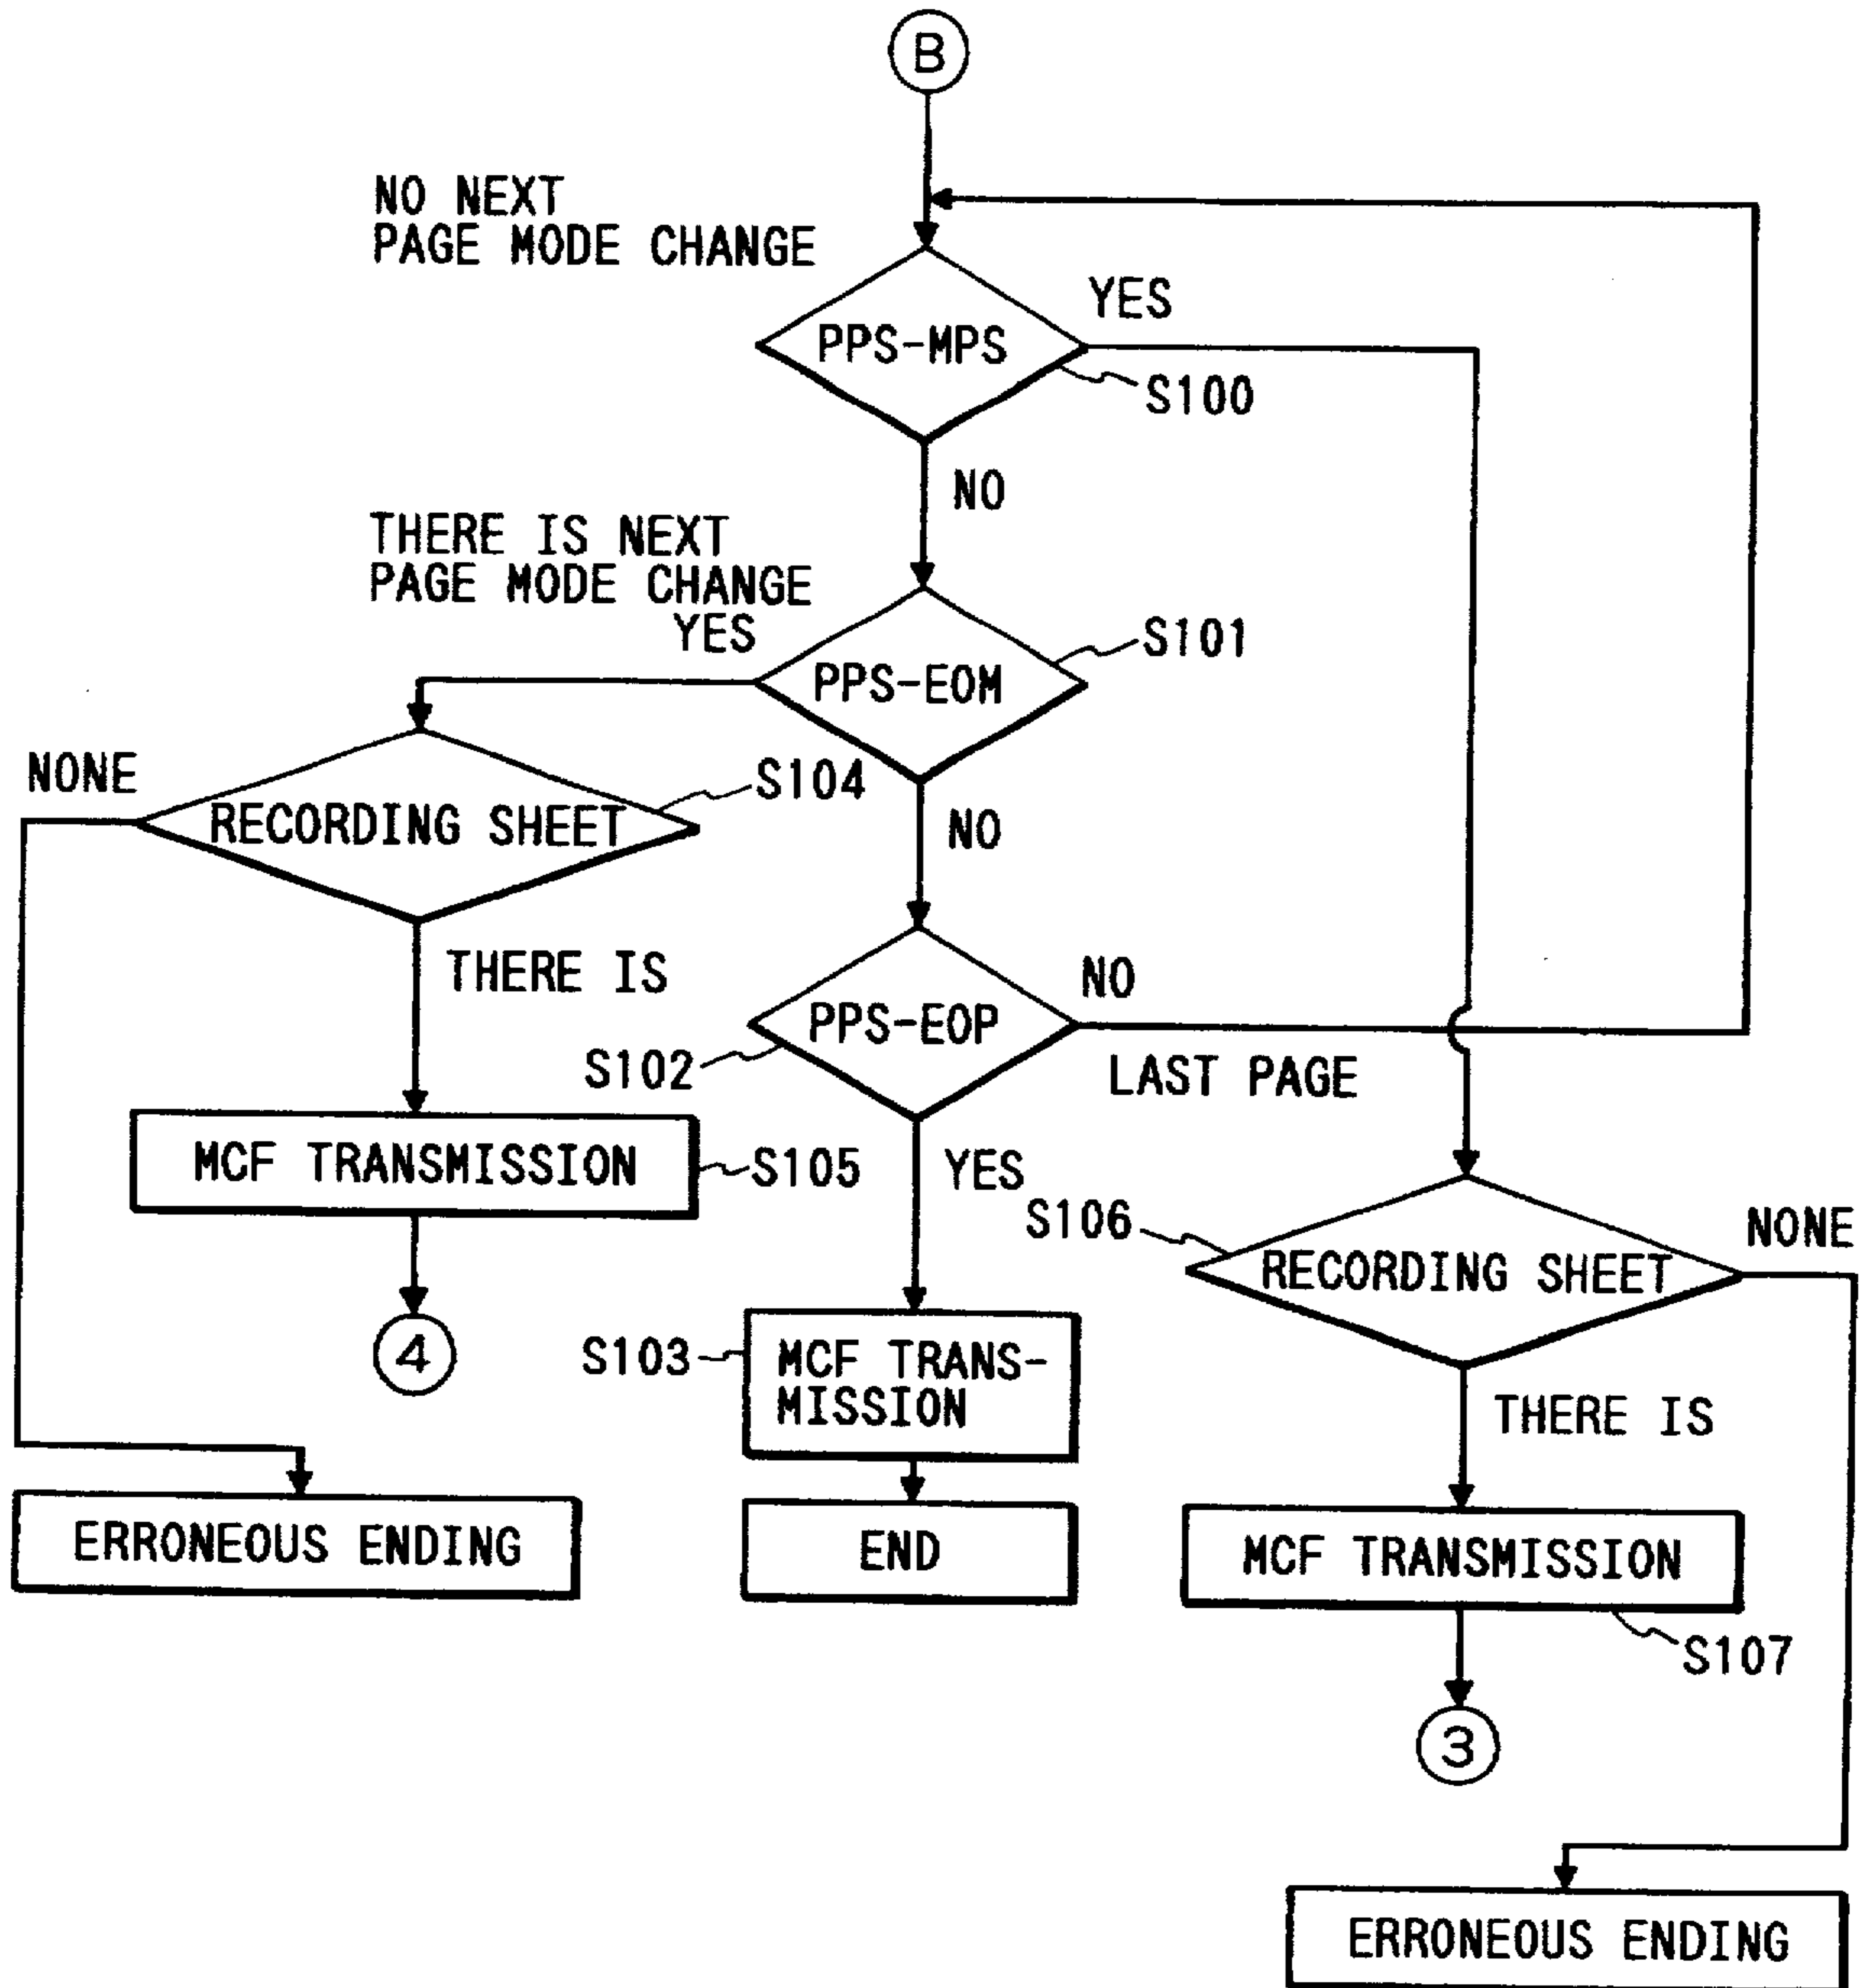 B
NO NEXT
PAGE MODE CHANGE
YES
PPS-MPS
S100
NO
THERE IS NEXT
PAGE MODE CHANGE
YES
S101
PPS-EOM
NONE
S104
RECORDING SHEET
NO
THERE IS
NO
PPS-EOP
S102
LAST PAGE
MCF TRANSMISSION
S105
YES
S106
NONE
RECORDING SHEET
4
S103
MCF TRANS-
MISSION
THERE IS
ERRONEOUS ENDING
END
MCF TRANSMISSION
S107
3
ERRONEOUS ENDING